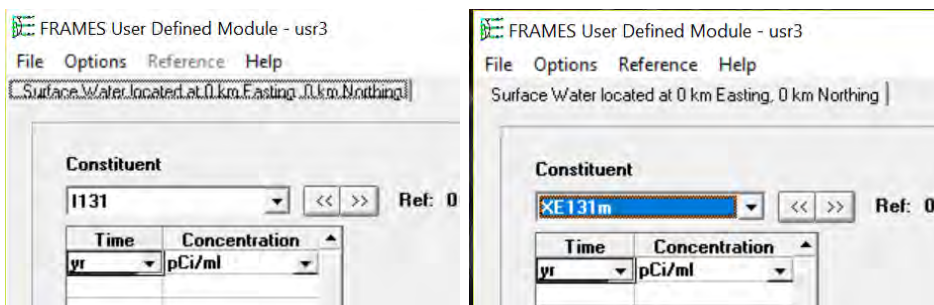 FRAMES User Defined Module - usr3
File Options Reference Help
Surface Water located at 0 km Easting, 0 km Northing
Constituent
I131 << >> Ref: 0
Time Concentration
yr pCi/ml
FRAMES User Defined Module - usr3
File Options Reference Help
Surface Water located at 0 km Easting, 0 km Northing
Constituent
XE131m << >> Ref: 0
Time Concentration
yr pCi/ml